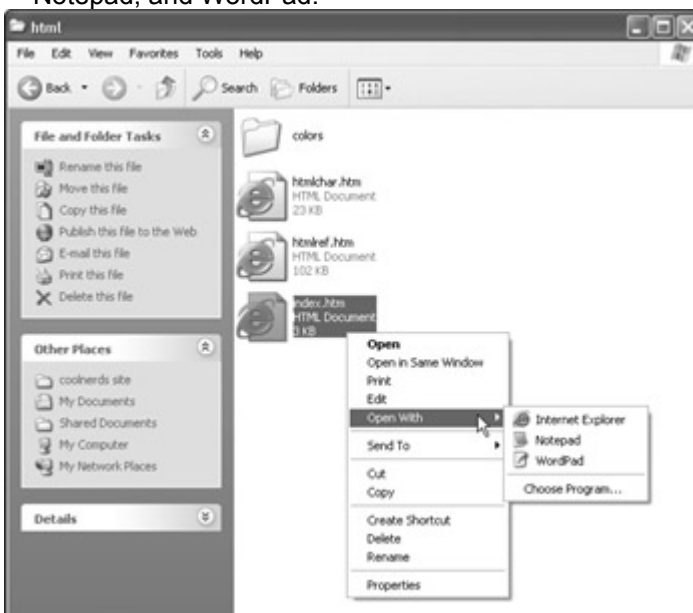 Notepad, and WordPad.
html
File Edit View Favorites Tools Help
Back Search Folders
File and Folder Tasks
Rename this file
Move this file
Copy this file
Publish this file to the Web
E-mail this file
Print this file
Delete this file
Other Places
coolnerds site
My Documents
Shared Documents
My Computer
My Network Places
Details
colors
htmlchar.htm
HTML Document
23 KB
htmlref.htm
HTML Document
102 KB
index.htm
HTML Document
3 KB
Open
Open in Same Window
Print
Edit
Open With
Send To
Cut
Copy
Create Shortcut
Delete
Rename
Properties
Internet Explorer
Notepad
WordPad
Choose Program...